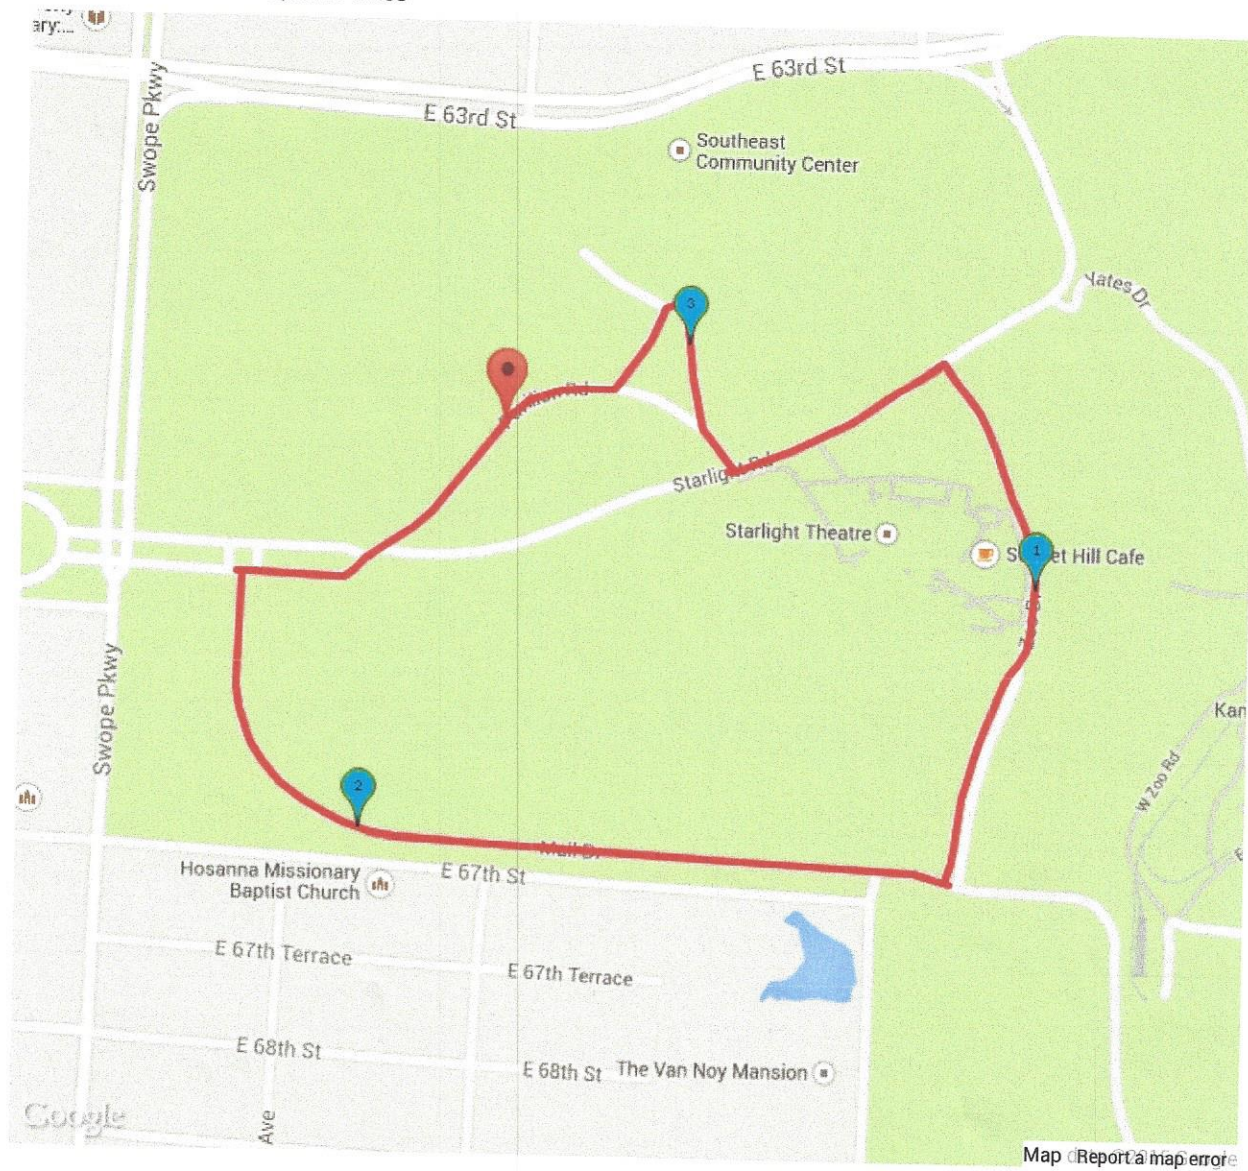 ary:...
E 63rd St
E 63rd St
Swope Pkwy
Southeast
Community Center
Yates Dr
3
Starlight Rd
Starlight Theatre
1
Hill Cafe
Swope Pkwy
Kan
W Zoo Rd
2
Mall Dr
Hosanna Missionary
Baptist Church
E 67th St
E 67th Terrace
E 67th Terrace
E 68th St
E 68th St
The Van Noy Mansion
Google
Ave
Map
Report a map error